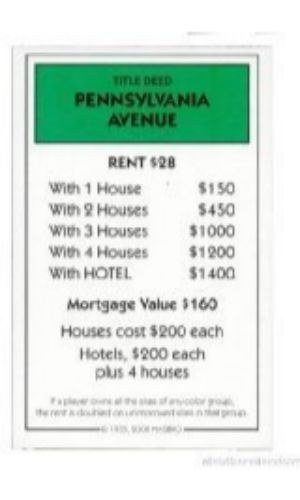 TITLE DEED
PENNSYLVANIA
AVENUE
RENT $28
With 1 House $150
With 2 Houses $450
With 3 Houses $1000
With 4 Houses $1200
With HOTEL $1400
Mortgage Value $160
Houses cost $200 each
Hotels, $200 each
plus 4 houses
If a player owns all the sites of any color group,
the rent is doubled on unimproved sites in that group.
HASBRO